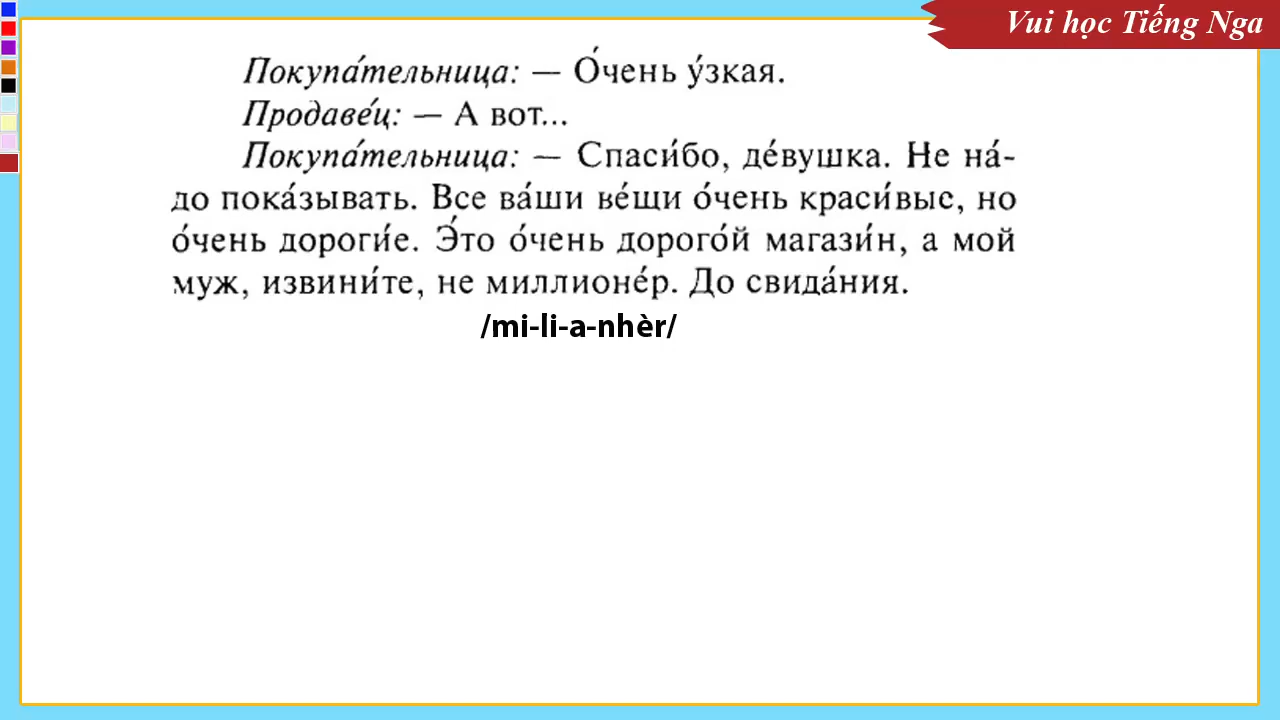 Vui học Tiếng Nga
Покупа́тельница: — О́чень у́зкая.
Продаве́ц: — А вот...
Покупа́тельница: — Спаси́бо, де́вушка. Не на́-
до пока́зывать. Все ва́ши ве́щи о́чень краси́выс, но
о́чень дороги́е. Э́то о́чень дорого́й магази́н, а мой
муж, извини́те, не миллионе́р. До свида́ния.
/mi-li-a-nhèr/